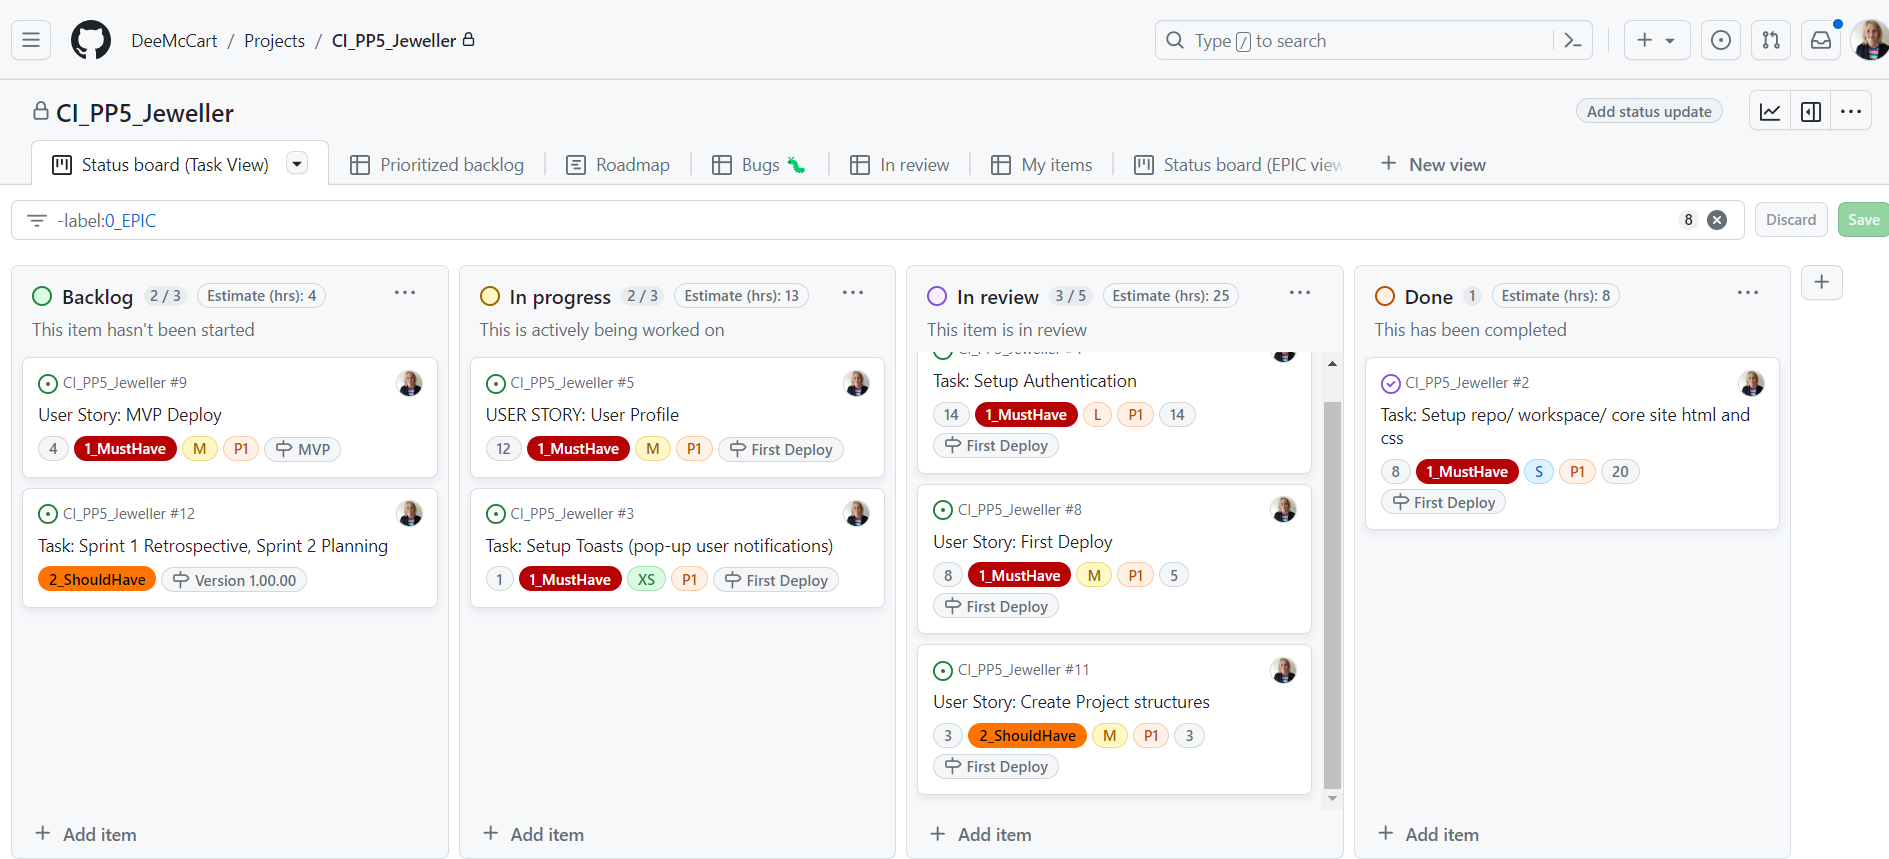 DeeMcCart / Projects / CI_PP5_Jeweller
Type / to search
CI_PP5_Jeweller
Add status update
Status board (Task View)
Prioritized backlog
Roadmap
Bugs
In review
My items
Status board (EPIC view
New view
-label:0_EPIC
8
Discard
Save
Backlog 2 / 3 Estimate (hrs): 4
This item hasn't been started
CI_PP5_Jeweller #9
User Story: MVP Deploy
4 1_MustHave M P1 MVP
CI_PP5_Jeweller #12
Task: Sprint 1 Retrospective, Sprint 2 Planning
2_ShouldHave Version 1.00.00
Add item
In progress 2 / 3 Estimate (hrs): 13
This is actively being worked on
CI_PP5_Jeweller #5
USER STORY: User Profile
12 1_MustHave M P1 First Deploy
CI_PP5_Jeweller #3
Task: Setup Toasts (pop-up user notifications)
1 1_MustHave XS P1 First Deploy
Add item
In review 3 / 5 Estimate (hrs): 25
This item is in review
CI_PP5_Jeweller
Task: Setup Authentication
14 1_MustHave L P1 14
First Deploy
CI_PP5_Jeweller #8
User Story: First Deploy
8 1_MustHave M P1 5
First Deploy
CI_PP5_Jeweller #11
User Story: Create Project structures
3 2_ShouldHave M P1 3
First Deploy
Add item
Done 1 Estimate (hrs): 8
This has been completed
CI_PP5_Jeweller #2
Task: Setup repo/ workspace/ core site html and
css
8 1_MustHave S P1 20
First Deploy
Add item